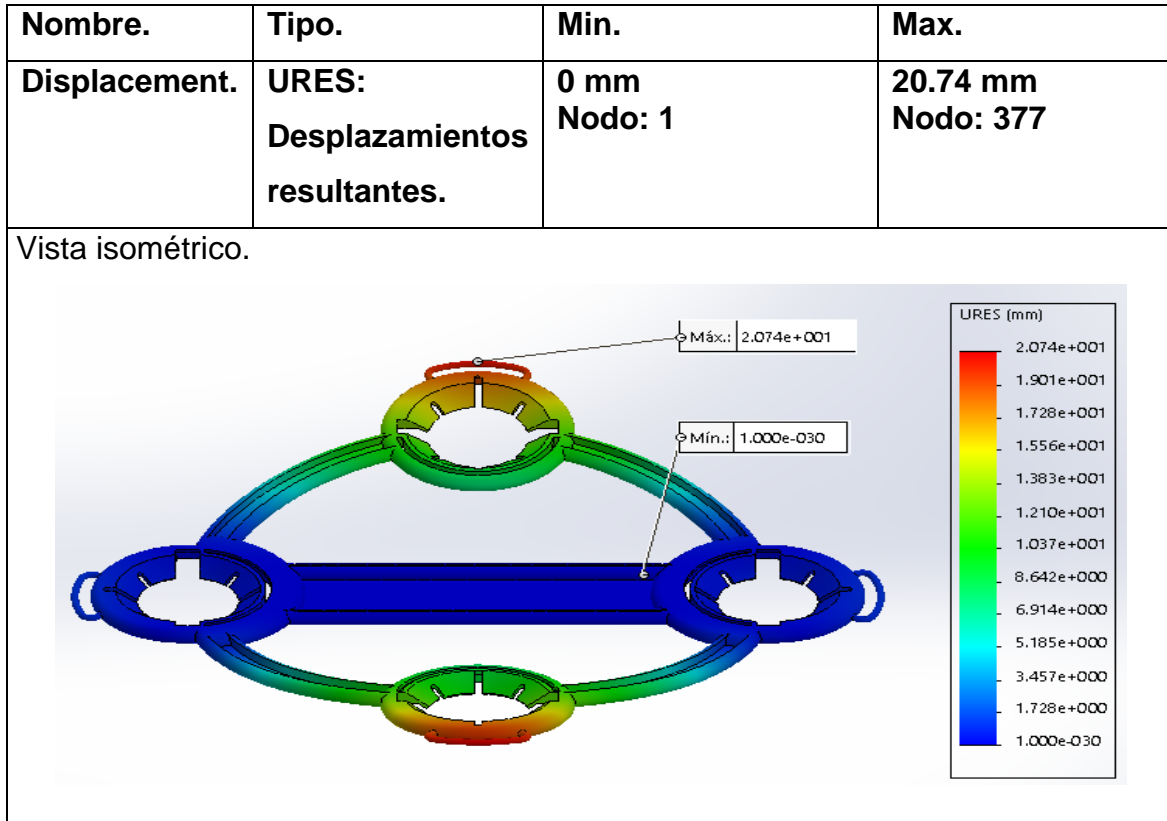 Nombre.
Tipo.
Min.
Max.
Displacement.
URES:
Desplazamientos
resultantes.
0 mm
Nodo: 1
20.74 mm
Nodo: 377
Vista isométrico.
Máx.: 2.074e+001
Mín.: 1.000e-030
URES (mm)
2.074e+001
1.901e+001
1.728e+001
1.556e+001
1.383e+001
1.210e+001
1.037e+001
8.642e+000
6.914e+000
5.185e+000
3.457e+000
1.728e+000
1.000e-030